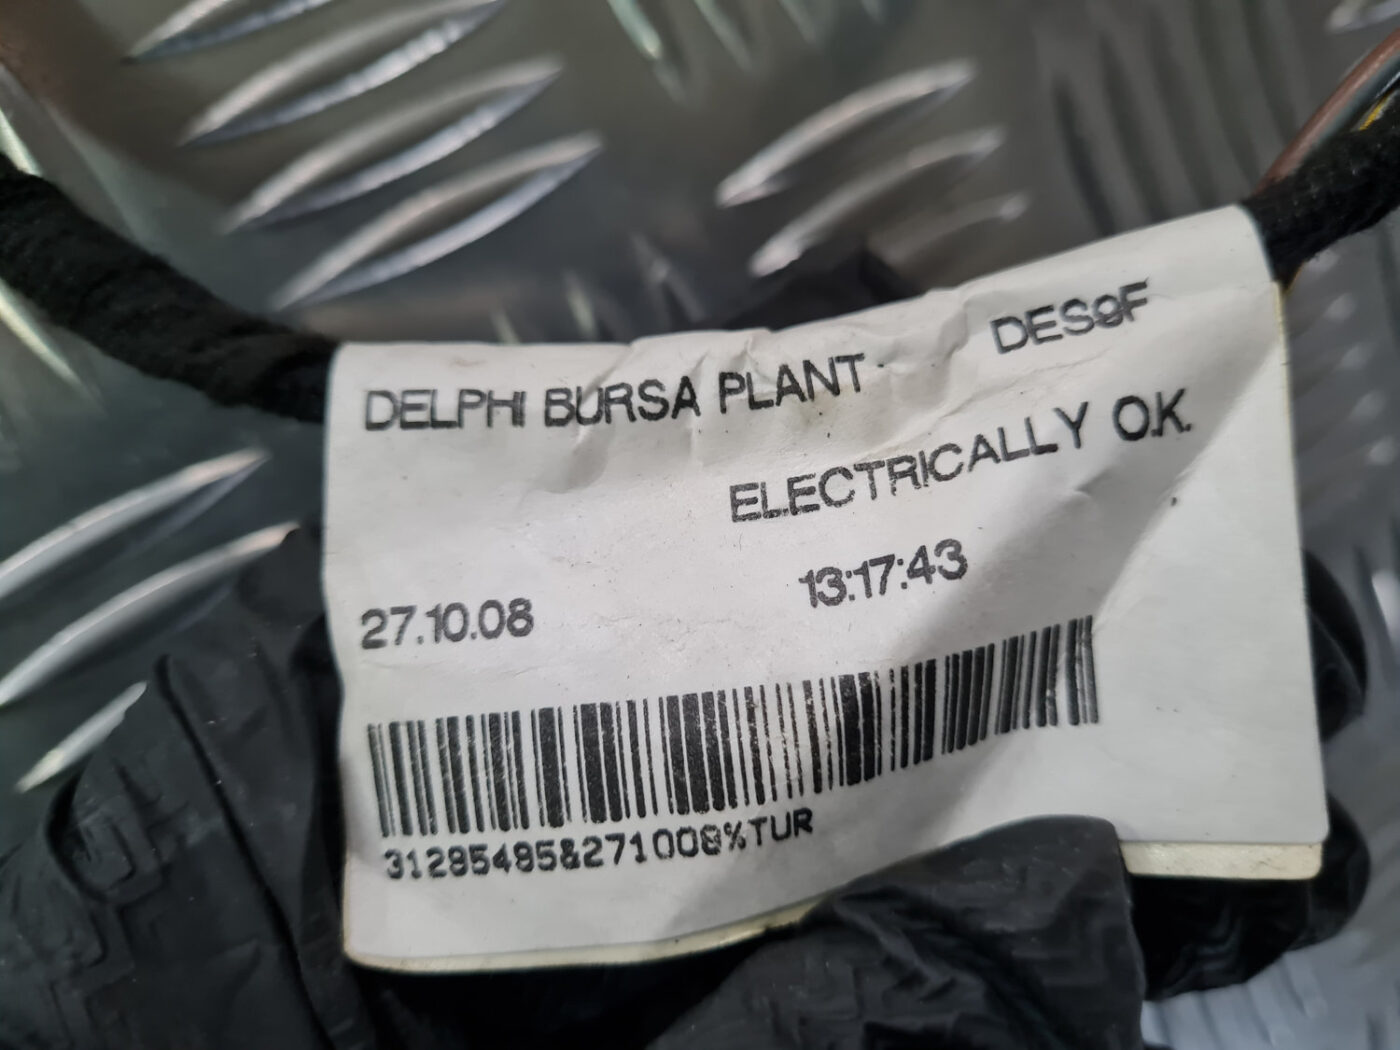 DELPHI BURSA PLANT DES9F
ELECTRICALLY O.K.
27.10.08 13:17:43
31285485&271008%TUR